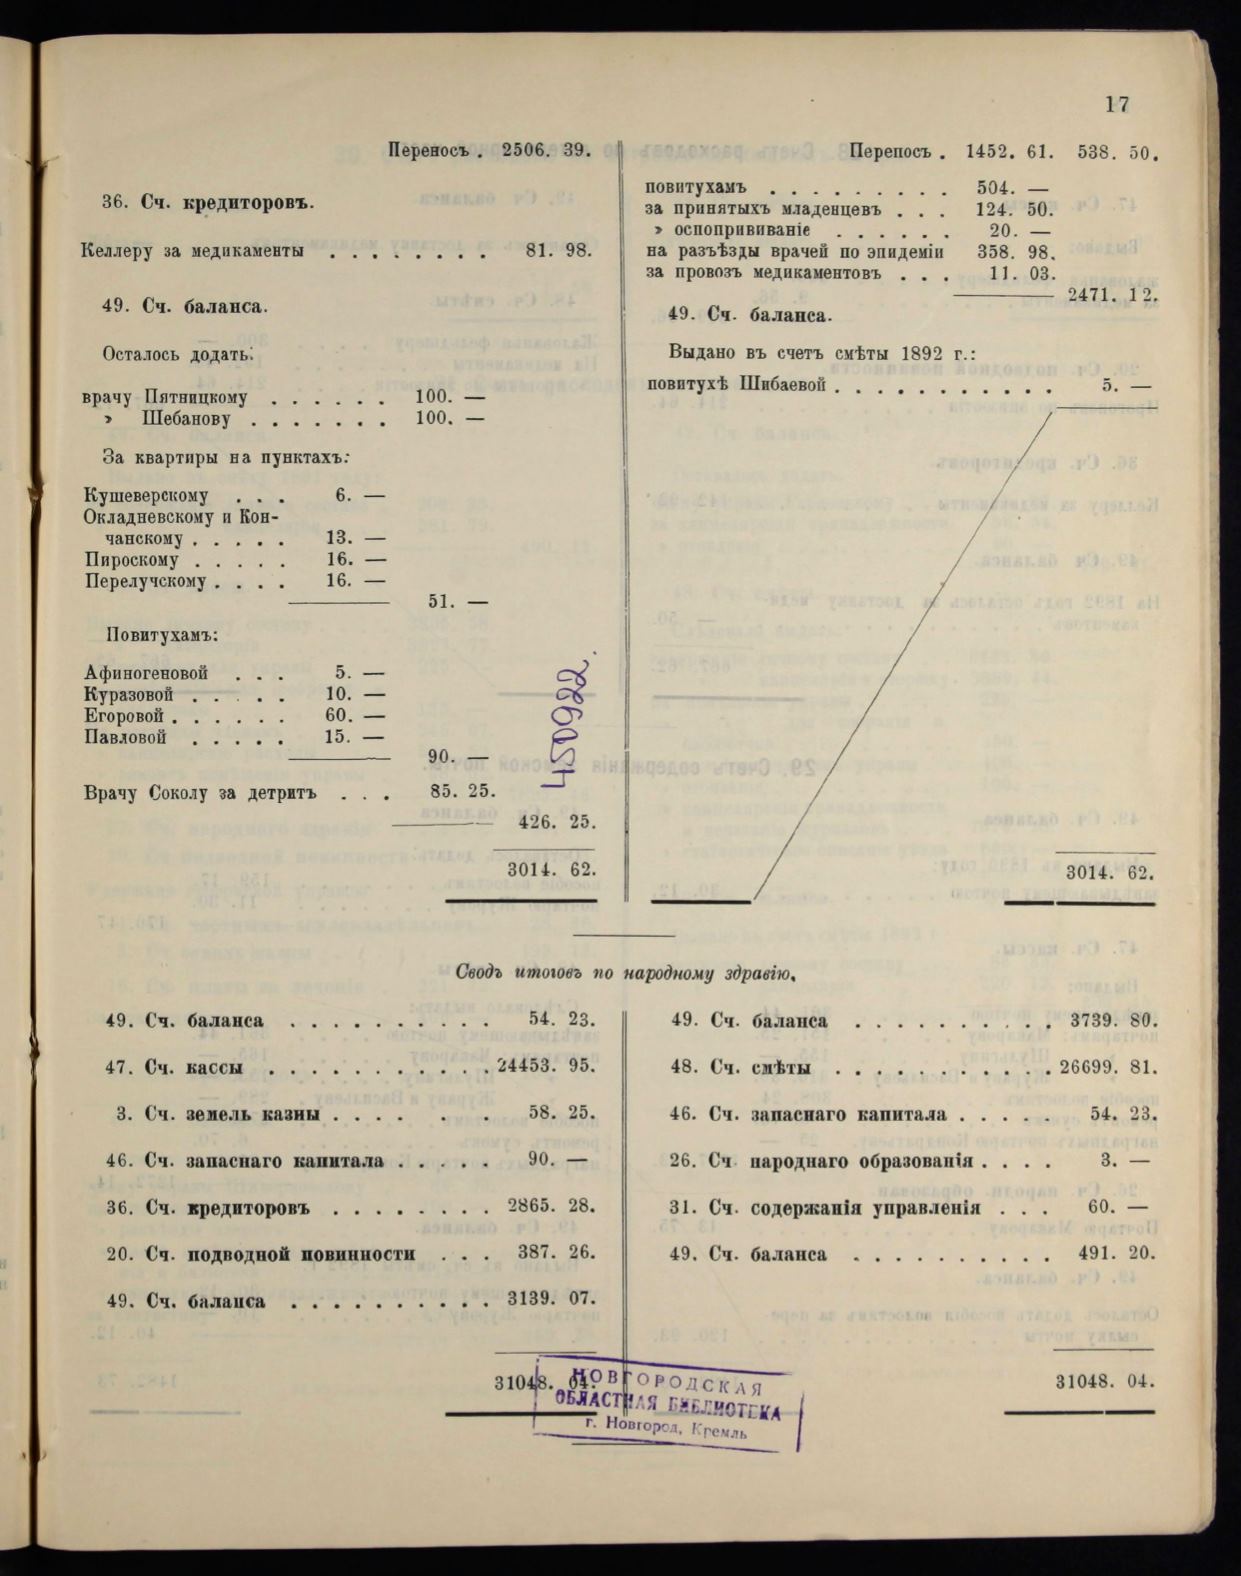 17
Переносъ . 2506. 39.
36. Сч. кредиторовъ.
Келлеру за медикаменты . . . . . . . . 81. 98.
49. Сч. баланса.
Осталось додать:
врачу Пятницкому . . . . . . 100. —
» Шебанову . . . . . . . 100. —
За квартиры на пунктахъ:
Кушеверскому . . . 6. —
Окладневскому и Кон-
чанскому . . . . . 13. —
Пироскому . . . . . 16. —
Перелучскому . . . . 16. —
51. —
Повитухамъ:
Афиногеновой . . . 5. —
Куразовой . . . . . 10. —
Егоровой . . . . . . 60. —
Павловой . . . . . 15. —
90. —
Врачу Соколу за детритъ . . . 85. 25.
426. 25.
3014. 62.
450922.
Переносъ . 1452. 61. 538. 50.
повитухамъ . . . . . . . . . 504. —
за принятыхъ младенцевъ . . . 124. 50.
» оспопрививаніе . . . . . . 20. —
на разъѣзды врачей по эпидеміи 358. 98.
за провозъ медикаментовъ . . . 11. 03.
2471. 12.
49. Сч. баланса.
Выдано въ счетъ смѣты 1892 г.:
повитухѣ Шибаевой . . . . . . . . . . . 5. —
3014. 62.
Сводъ итоговъ по народному здравію.
49. Сч. баланса . . . . . . . . . . 54. 23.
47. Сч. кассы . . . . . . . . . . . 24453. 95.
3. Сч. земель казны . . . . . . 58. 25.
46. Сч. запаснаго капитала . . . . . 90. —
36. Сч. кредиторовъ . . . . . . . . 2865. 28.
20. Сч. подводной повинности . . . 387. 26.
49. Сч. баланса . . . . . . . . . . 3139. 07.
31048. 04.
49. Сч. баланса . . . . . . . . . . 3739. 80.
48. Сч. смѣты . . . . . . . . . . . 26699. 81.
46. Сч. запаснаго капитала . . . . . 54. 23.
26. Сч. народнаго образованія . . . . 3. —
31. Сч. содержанія управленія . . . 60. —
49. Сч. баланса . . . . . . . . . . 491. 20.
31048. 04.
НОВГОРОДСКАЯ
ОБЛАСТНАЯ БИБЛИОТЕКА
г. Новгород, Кремль